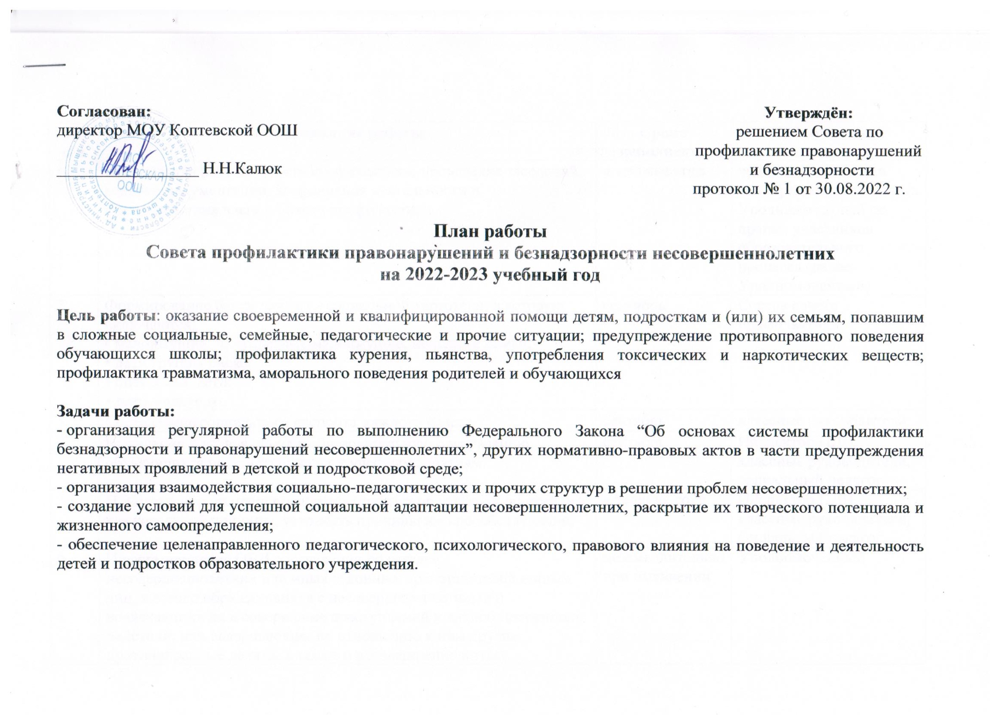 Согласован:
директор МОУ Коптевской ООШ
Н.Н.Калюк
Утверждён:
решением Совета по
профилактике правонарушений
и безнадзорности
протокол № 1 от 30.08.2022 г.
МОУ
КОПТЕВСКАЯ
ООШ
План работы
Совета профилактики правонарушений и безнадзорности несовершеннолетних
на 2022-2023 учебный год
Цель работы: оказание своевременной и квалифицированной помощи детям, подросткам и (или) их семьям, попавшим
в сложные социальные, семейные, педагогические и прочие ситуации; предупреждение противоправного поведения
обучающихся школы; профилактика курения, пьянства, употребления токсических и наркотических веществ;
профилактика травматизма, аморального поведения родителей и обучающихся
Задачи работы:
- организация регулярной работы по выполнению Федерального Закона “Об основах системы профилактики
безнадзорности и правонарушений несовершеннолетних”, других нормативно-правовых актов в части предупреждения
негативных проявлений в детской и подростковой среде;
- организация взаимодействия социально-педагогических и прочих структур в решении проблем несовершеннолетних;
- создание условий для успешной социальной адаптации несовершеннолетних, раскрытие их творческого потенциала и
жизненного самоопределения;
- обеспечение целенаправленного педагогического, психологического, правового влияния на поведение и деятельность
детей и подростков образовательного учреждения.